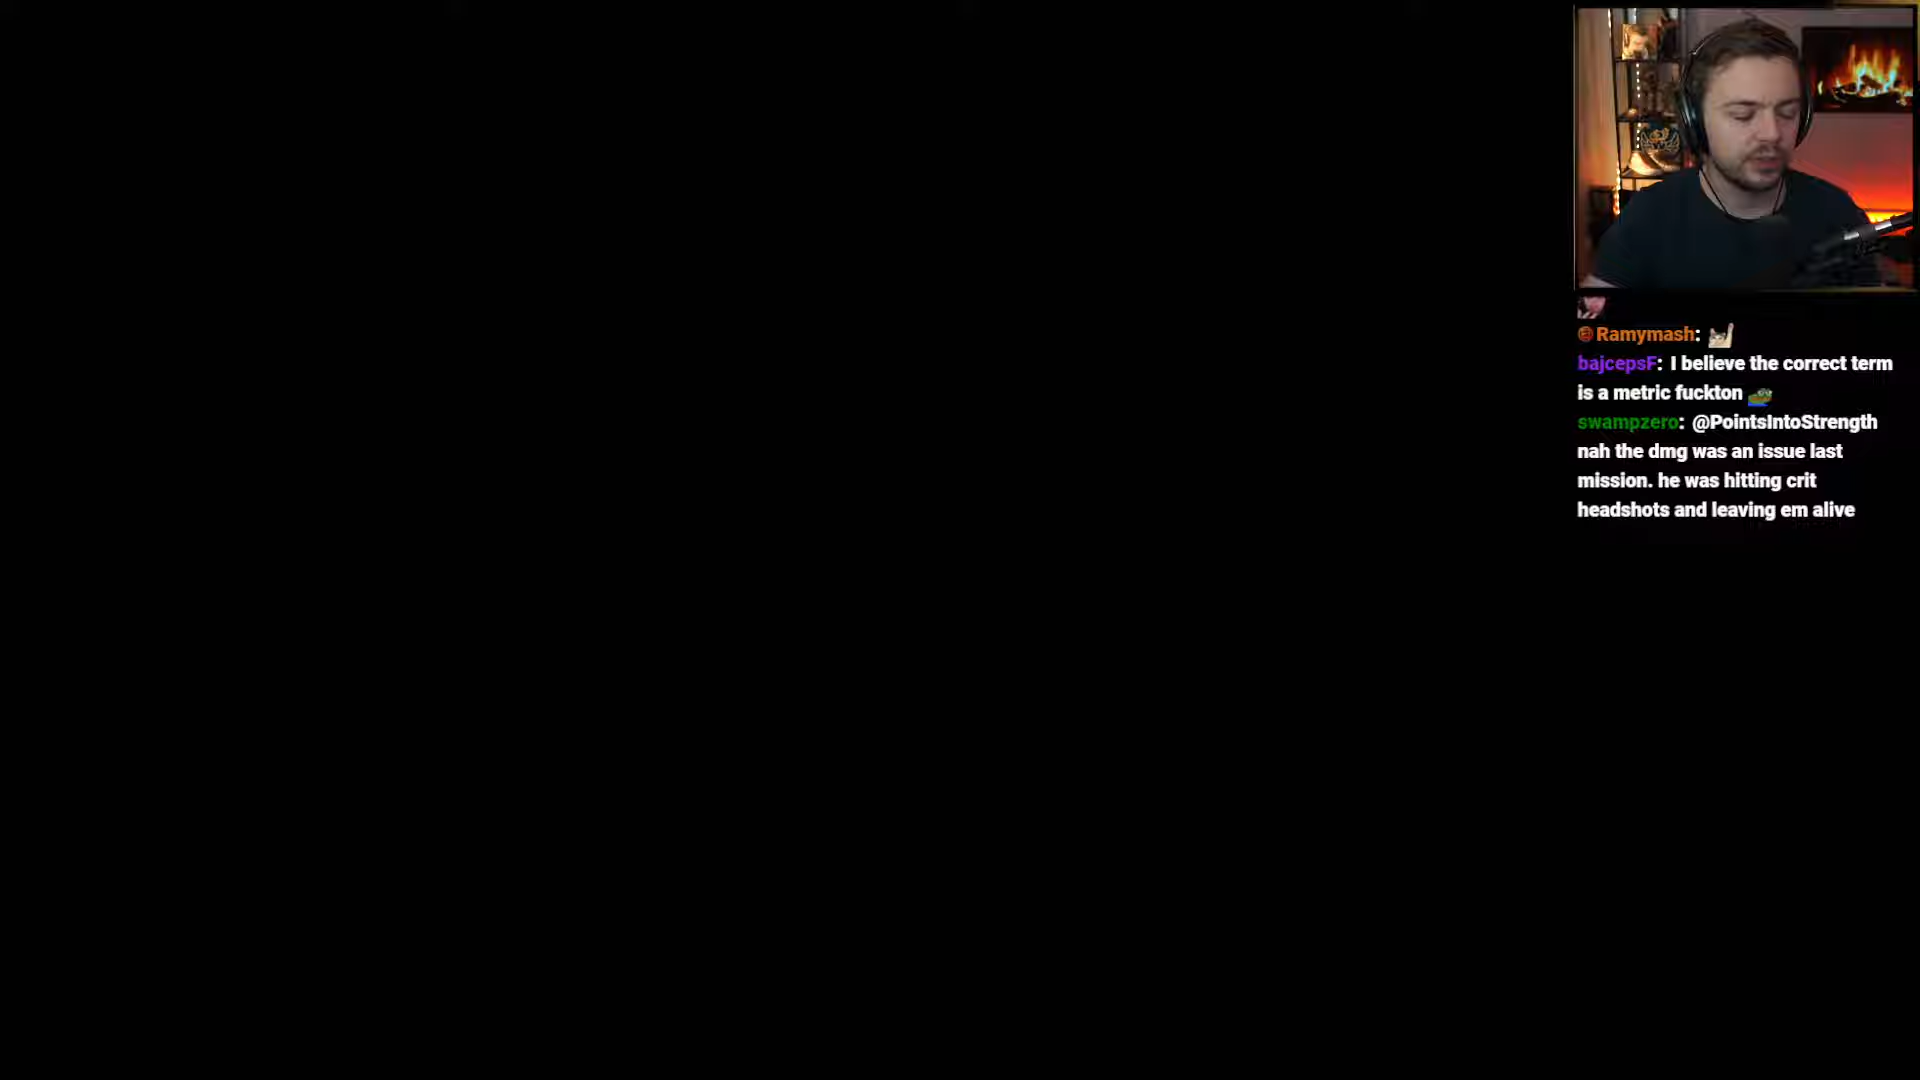 Ramymash:
bajcepsF: I believe the correct term
is a metric fuckton
swampzero: @PointsIntoStrength
nah the dmg was an issue last
mission. he was hitting crit
headshots and leaving em alive